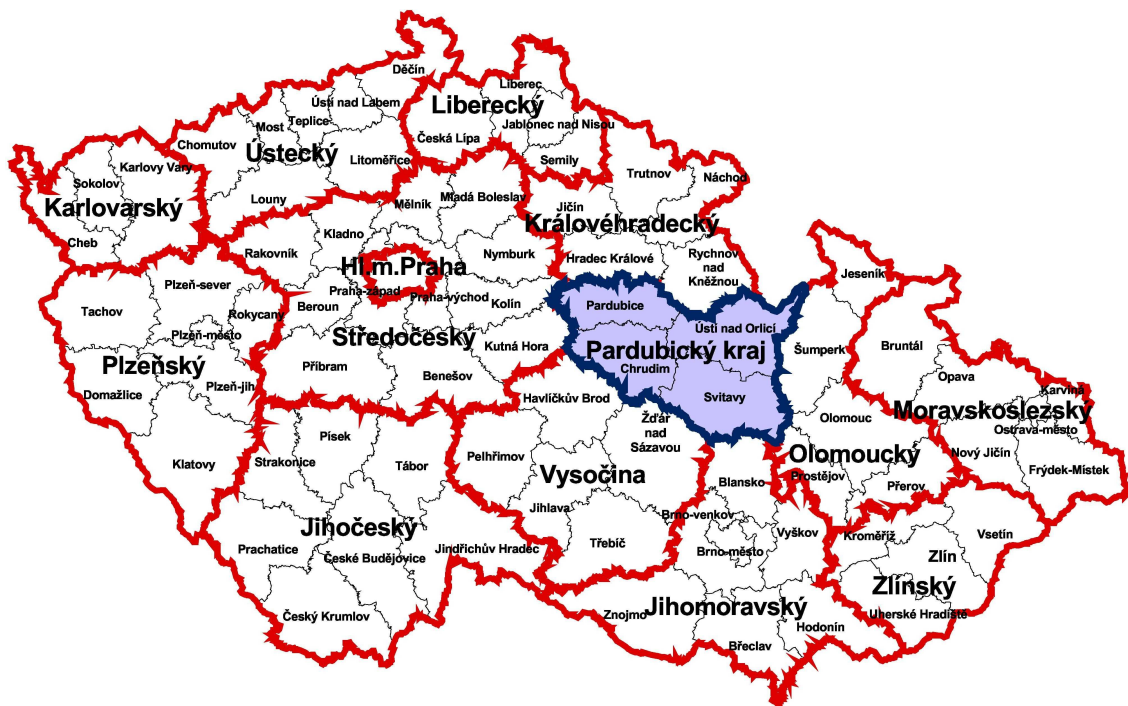 Děčín
Liberec
Liberecký
Ústí nad Labem
Teplice
Most
Jablonec nad Nisou
Chomutov
Česká Lípa
Ústecký
Litoměřice
Semily
Karlovy Vary
Trutnov
Náchod
Sokolov
Louny
Mělník
Mladá Boleslav
Jičín
Karlovarský
Královéhradecký
Kladno
Cheb
Rakovník
Nymburk
Hradec Králové
Rychnov
nad
Kněžnou
Hl.m.Praha
Jeseník
Plzeň-sever
Praha-západ
Praha-východ
Kolín
Pardubice
Tachov
Rokycany
Beroun
Ústí nad Orlicí
Plzeň-město
Středočeský
Kutná Hora
Pardubický kraj
Šumperk
Bruntál
Plzeňský
Příbram
Benešov
Chrudim
Opava
Plzeň-jih
Domažlice
Svitavy
Karviná
Havlíčkův Brod
Moravskoslezský
Žďár
nad
Sázavou
Olomouc
Ostrava-město
Písek
Olomoucký
Nový Jičín
Strakonice
Tábor
Pelhřimov
Klatovy
Vysočina
Prostějov
Přerov
Frýdek-Místek
Blansko
Jihlava
Brno-venkov
Jihočeský
Vyškov
Kroměříž
Vsetín
Třebíč
Prachatice
České Budějovice
Jindřichův Hradec
Brno-město
Zlín
Zlínský
Český Krumlov
Znojmo
Jihomoravský
Uherské Hradiště
Hodonín
Břeclav